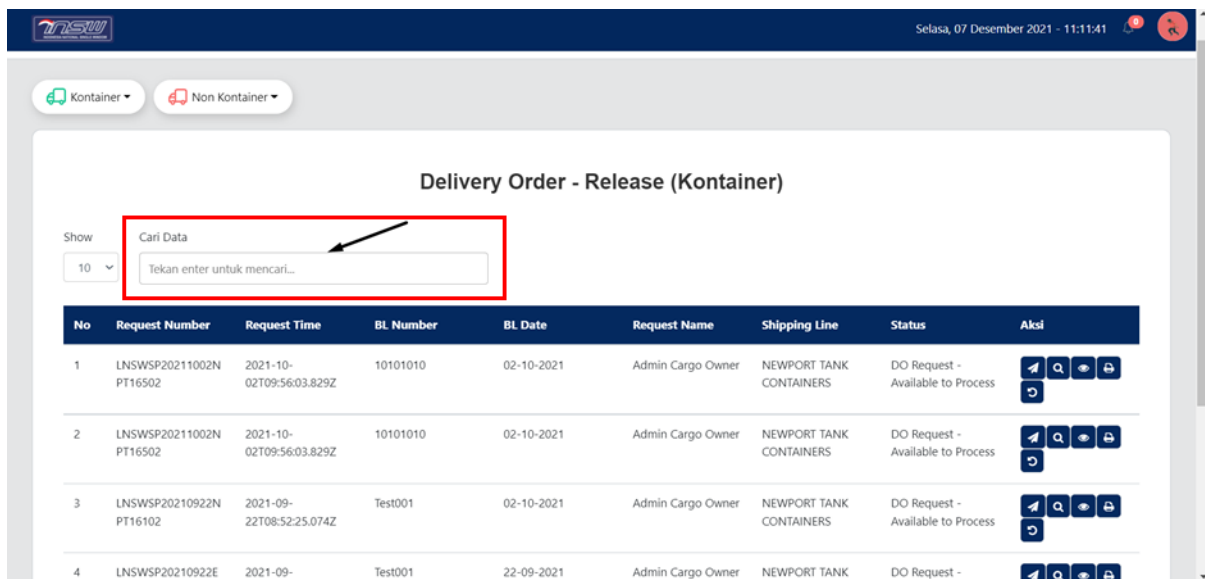 INSW
Selasa, 07 Desember 2021 - 11:11:41
0
Kontainer
Non Kontainer
Delivery Order - Release (Kontainer)
Show
Cari Data
10
Tekan enter untuk mencari...
No Request Number Request Time BL Number BL Date Request Name Shipping Line Status Aksi
1 LNSWSP20211002N 2021-10- 10101010 02-10-2021 Admin Cargo Owner NEWPORT TANK DO Request -
PT16502 02T09:56:03.829Z CONTAINERS Available to Process
2 LNSWSP20211002N 2021-10- 10101010 02-10-2021 Admin Cargo Owner NEWPORT TANK DO Request -
PT16502 02T09:56:03.829Z CONTAINERS Available to Process
3 LNSWSP20210922N 2021-09- Test001 02-10-2021 Admin Cargo Owner NEWPORT TANK DO Request -
PT16102 22T08:52:25.074Z CONTAINERS Available to Process
4 LNSWSP20210922E 2021-09- Test001 22-09-2021 Admin Cargo Owner NEWPORT TANK DO Request -